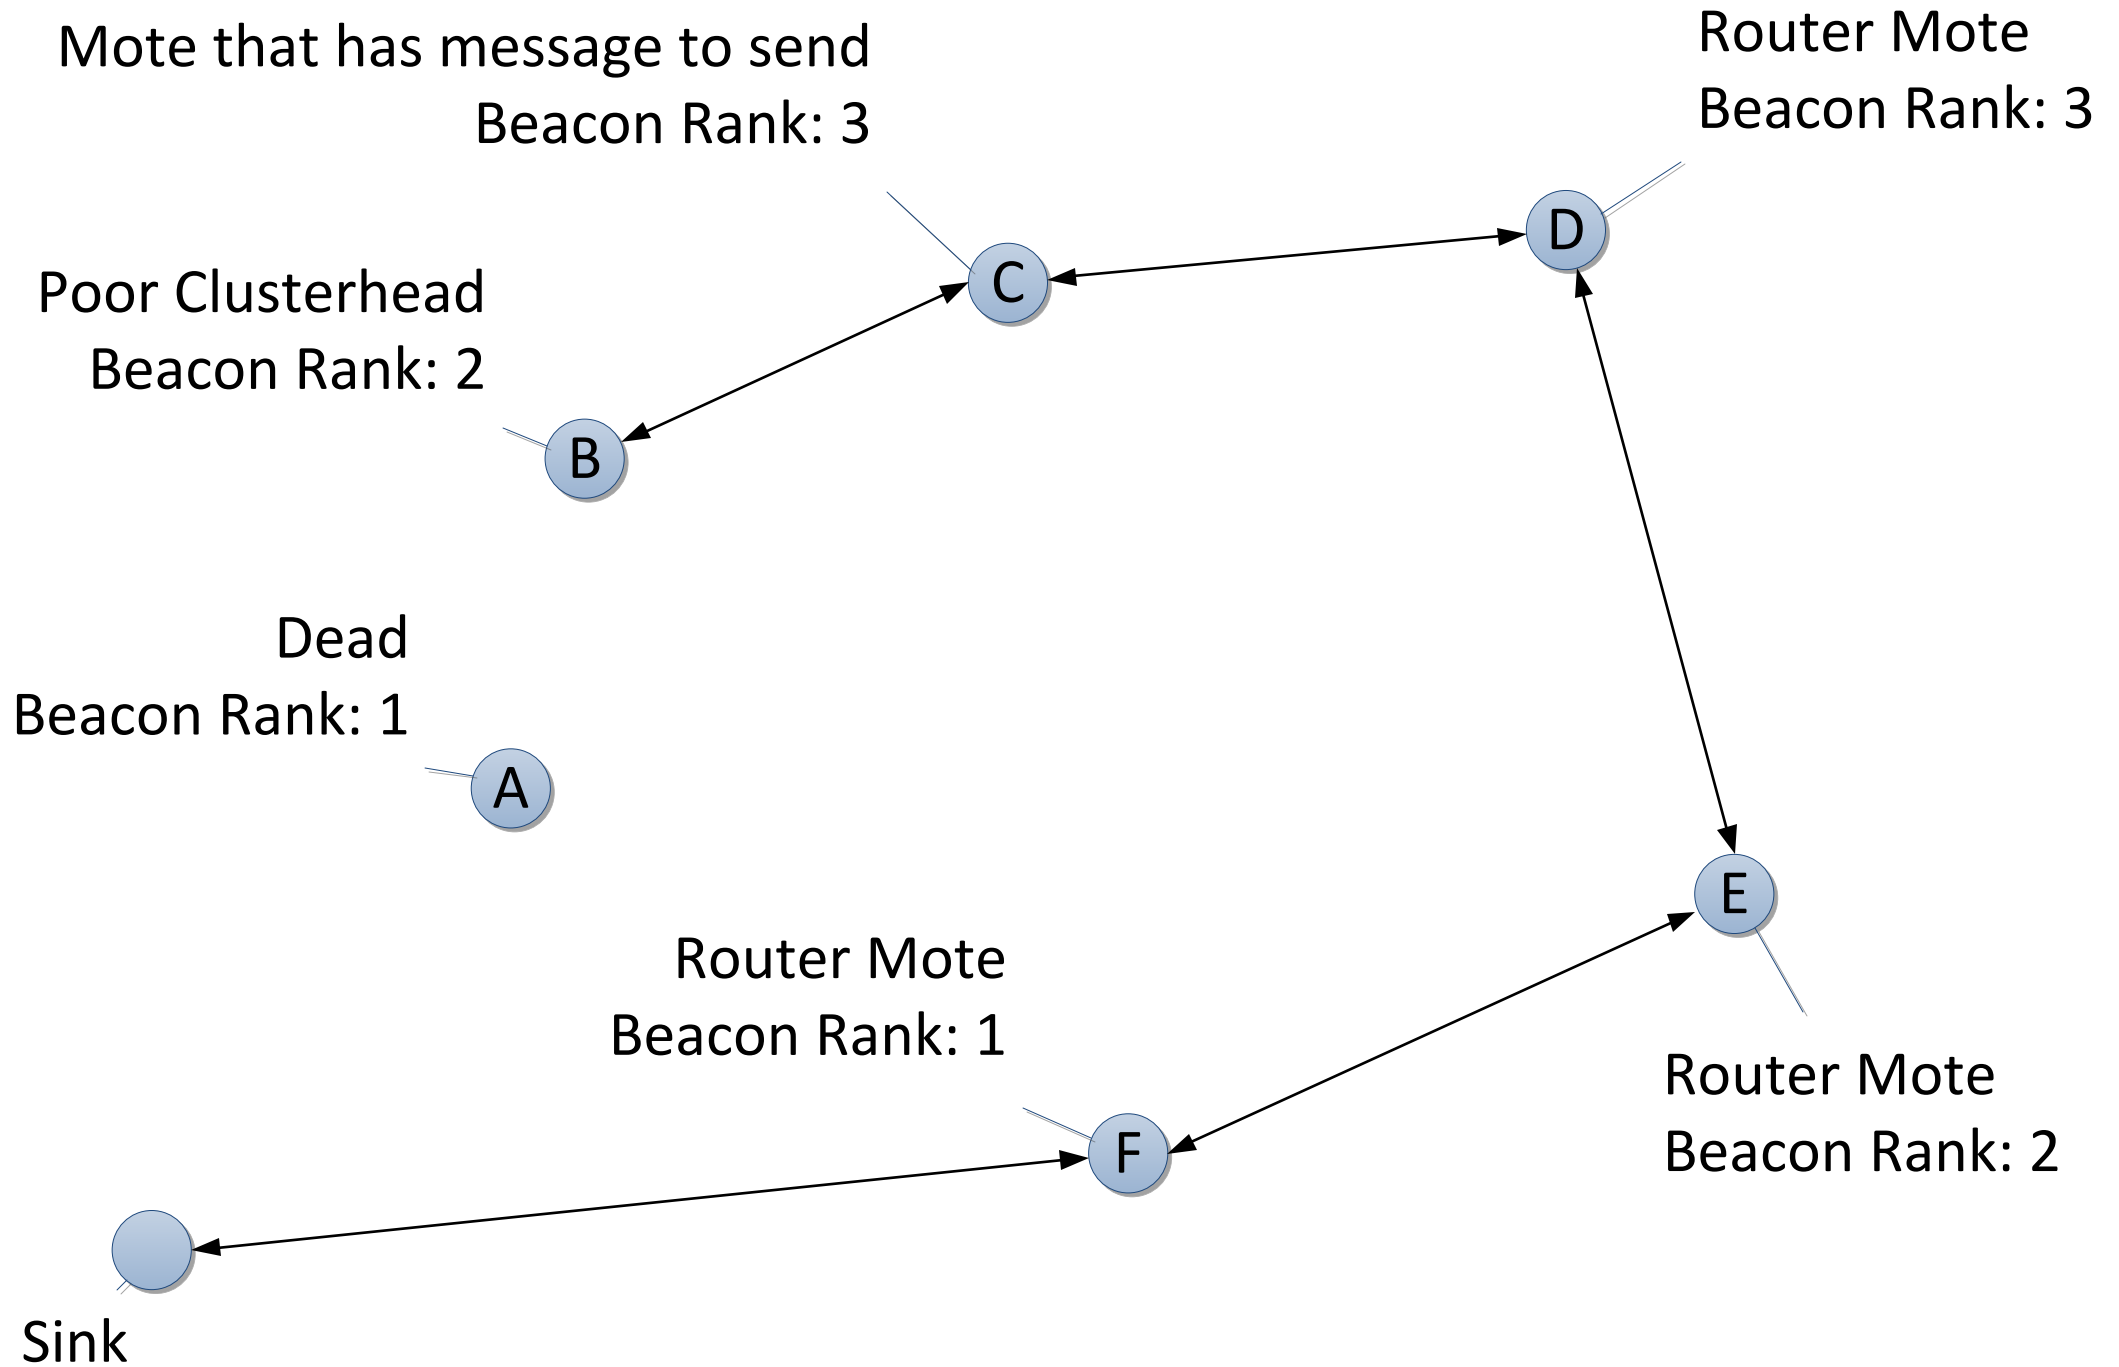 Mote that has message to send
Beacon Rank: 3
Router Mote
Beacon Rank: 3
D
C
Poor Clusterhead
Beacon Rank: 2
B
Dead
Beacon Rank: 1
A
E
Router Mote
Beacon Rank: 1
Router Mote
Beacon Rank: 2
F
Sink